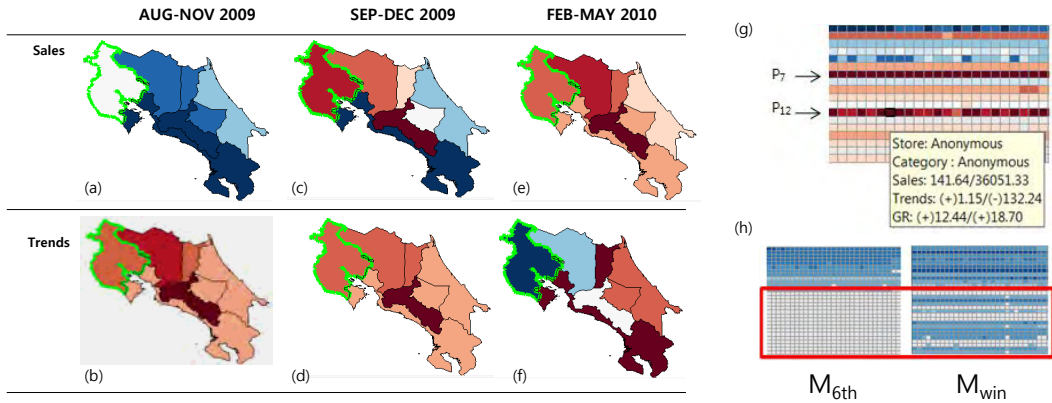 AUG-NOV 2009 SEP-DEC 2009 FEB-MAY 2010
Sales
(a) (c) (e)
Trends
(b) (d) (f)
(g)
P7
P12
Store: Anonymous
Category : Anonymous
Sales: 141.64/36051.33
Trends: (+)1.15/(-)132.24
GR: (+)12.44/(+)18.70
(h)
M6th Mwin